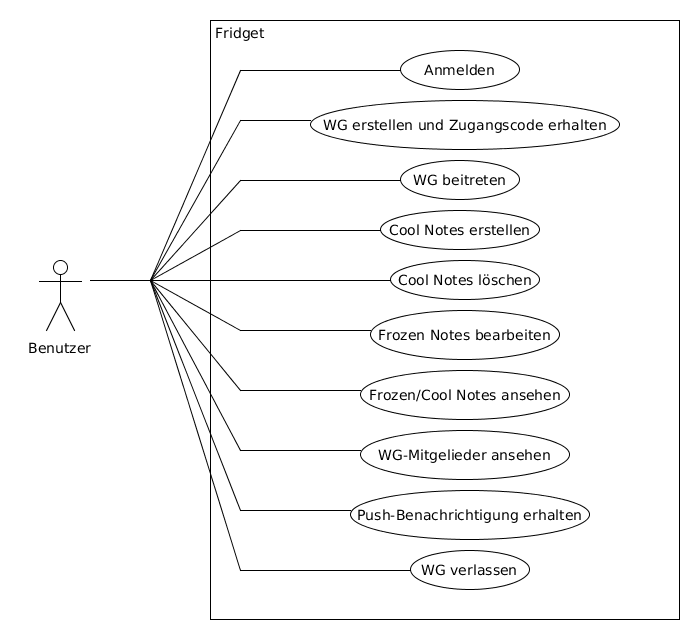 Fridget
Anmelden
WG erstellen und Zugangscode erhalten
WG beitreten
Cool Notes erstellen
Cool Notes löschen
Frozen Notes bearbeiten
Benutzer
Frozen/Cool Notes ansehen
WG-Mitgelieder ansehen
Push-Benachrichtigung erhalten
WG verlassen